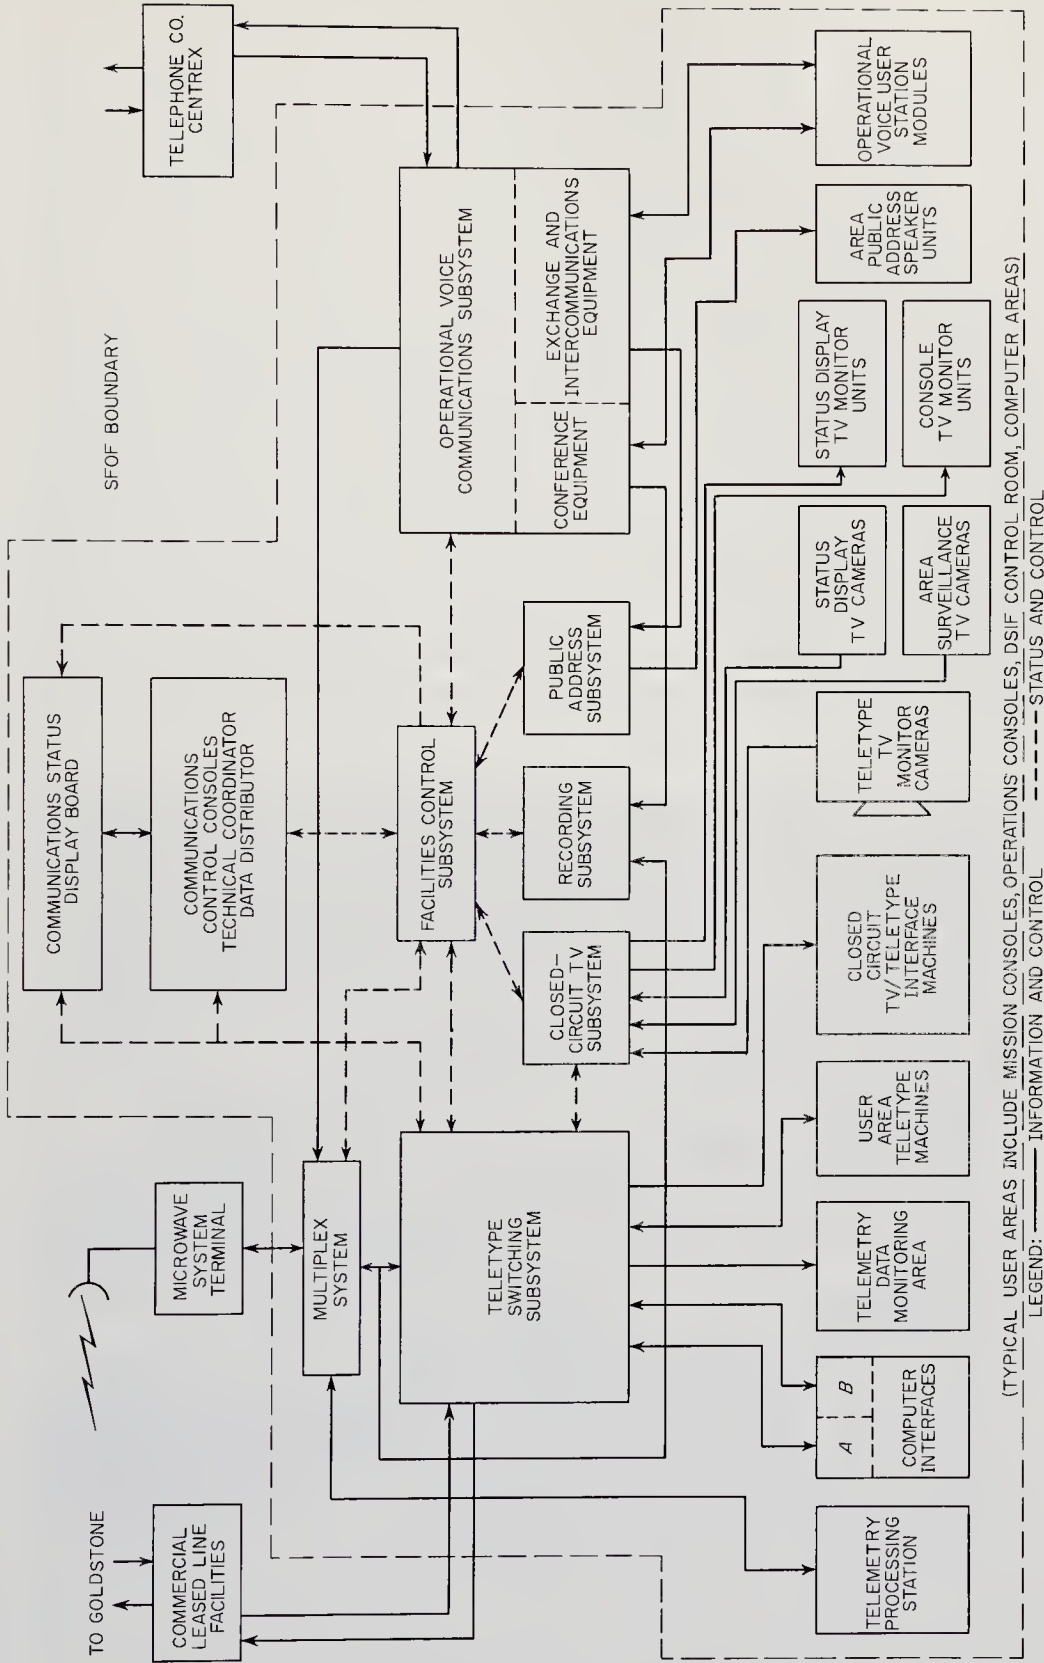 TO GOLDSTONE
COMMERCIAL
LEASED LINE
FACILITIES
MICROWAVE
SYSTEM
TERMINAL
COMMUNICATIONS STATUS
DISPLAY BOARD
COMMUNICATIONS
CONTROL CONSOLES
TECHNICAL COORDINATOR
DATA DISTRIBUTOR
SFOF BOUNDARY
TELEPHONE CO.
CENTREX
MULTIPLEX
SYSTEM
TELETYPE
SWITCHING
SUBSYSTEM
FACILITIES CONTROL
SUBSYSTEM
CLOSED-
CIRCUIT TV
SUBSYSTEM
RECORDING
SUBSYSTEM
PUBLIC
ADDRESS
SUBSYSTEM
OPERATIONAL VOICE
COMMUNICATIONS SUBSYSTEM
CONFERENCE
EQUIPMENT
EXCHANGE AND
INTERCOMMUNICATIONS
EQUIPMENT
TELEMETRY
PROCESSING
STATION
A
B
COMPUTER
INTERFACES
TELEMETRY
DATA
MONITORING
AREA
USER
AREA
TELETYPE
MACHINES
CLOSED
CIRCUIT
TV/TELETYPE
INTERFACE
MACHINES
TELETYPE
TV
MONITOR
CAMERAS
STATUS
DISPLAY
TV CAMERAS
AREA
SURVEILLANCE
TV CAMERAS
STATUS DISPLAY
TV MONITOR
UNITS
CONSOLE
TV MONITOR
UNITS
AREA
PUBLIC
ADDRESS
SPEAKER
UNITS
OPERATIONAL
VOICE USER
STATION
MODULES
(TYPICAL USER AREAS INCLUDE MISSION CONSOLES, OPERATIONS CONSOLES, DSIF CONTROL ROOM, COMPUTER AREAS)
LEGEND: INFORMATION AND CONTROL STATUS AND CONTROL